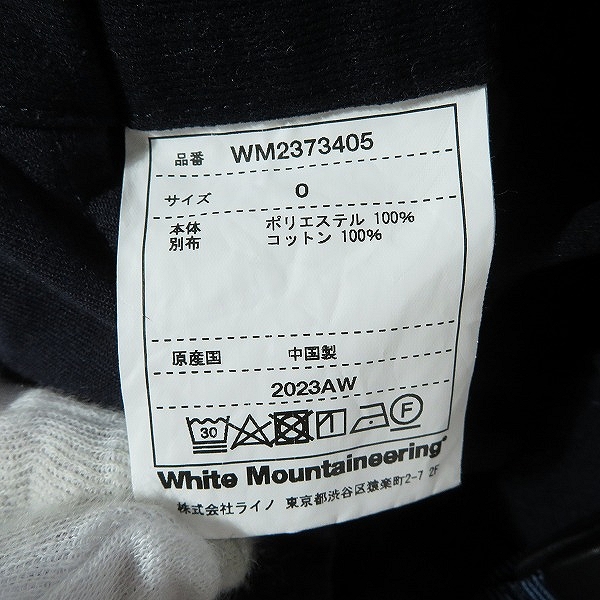 品番 WM2373405
サイズ 0
本体 ポリエステル 100%
別布 コットン 100%
原産国 中国製
2023AW
30 F
White Mountaineering®
株式会社ライノ 東京都渋谷区猿楽町2-7 2F